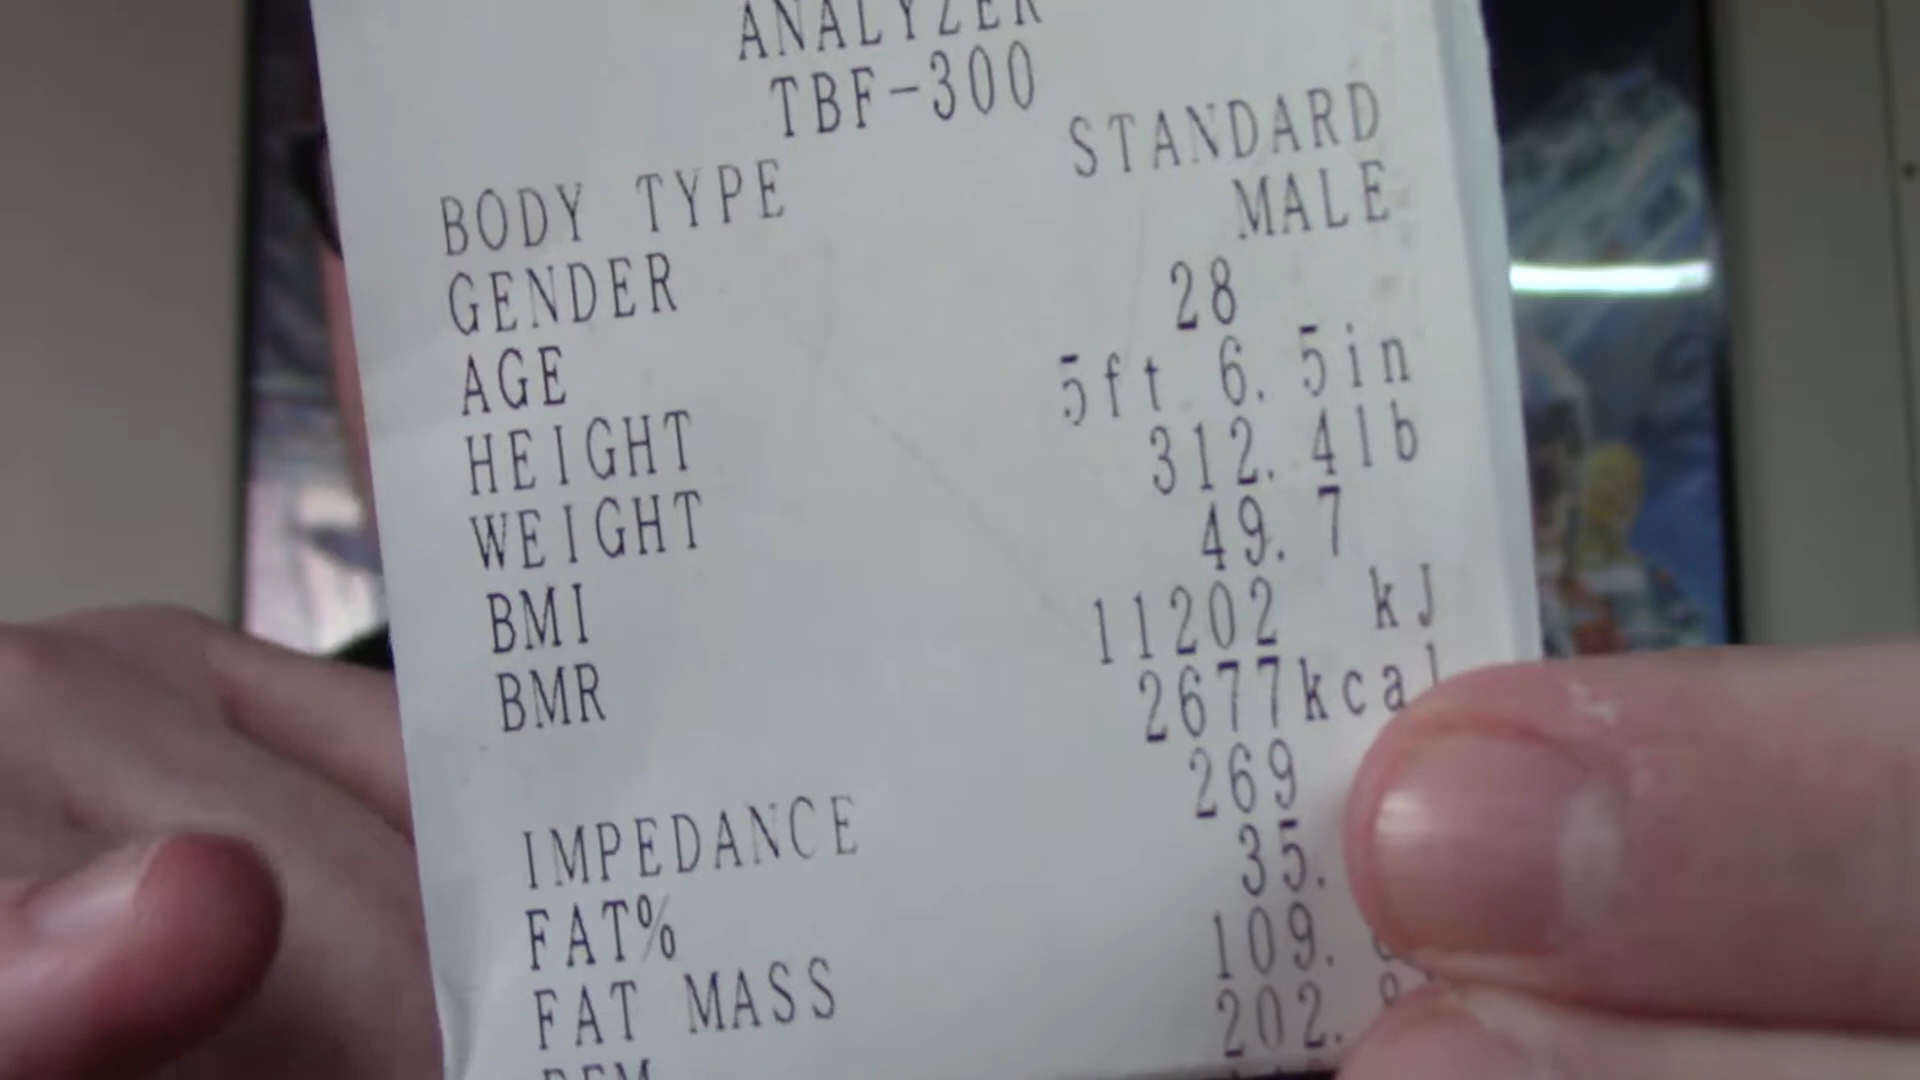 ANALYZER
TBF-300
BODY TYPE STANDARD
GENDER MALE
AGE 28
HEIGHT 5ft 6.5in
WEIGHT 312.4lb
BMI 49.7
BMR 11202 kJ
2677kcal
IMPEDANCE 269
FAT% 35.
FAT MASS 109.
202.